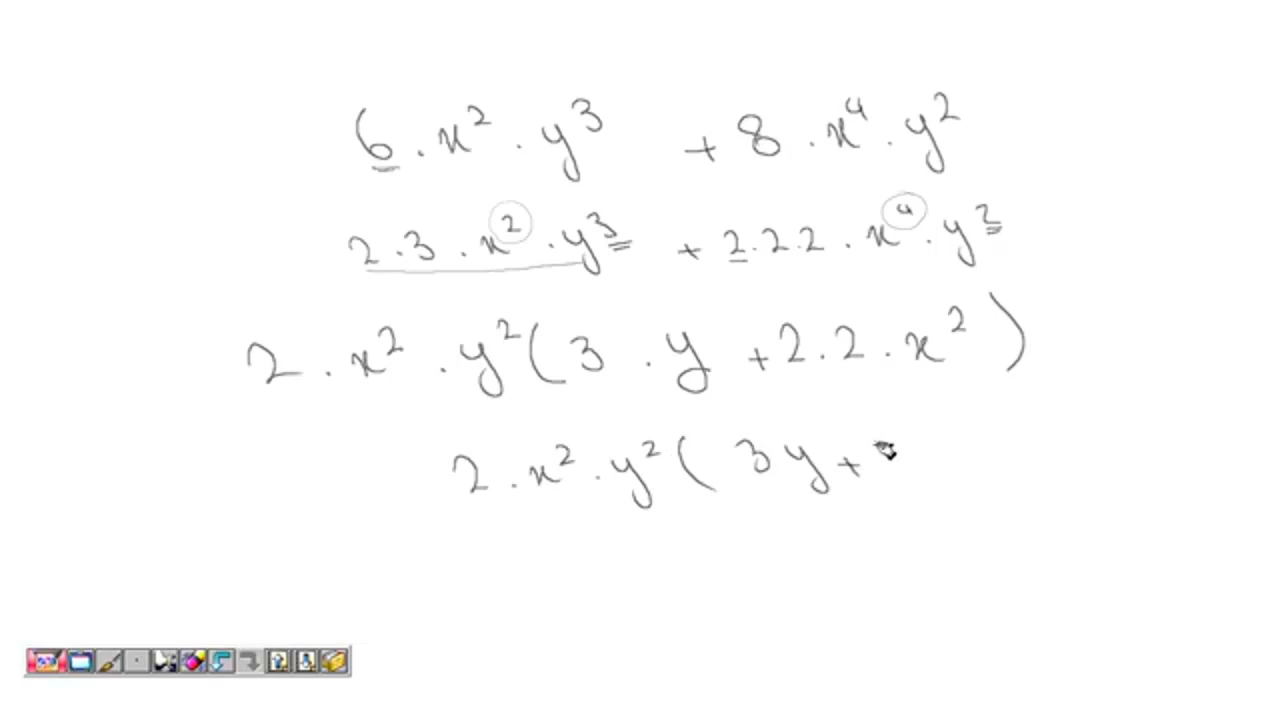 6 . x² . y³ + 8 . x⁴ . y²
2 . 3 . x² . y³ + 2 . 2 . 2 . x⁴ . y²
2 . x² . y² ( 3 . y + 2 . 2 . x² )
2 . x² . y² ( 3 y +